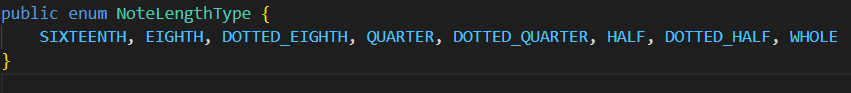 public enum NoteLengthType {
    SIXTEENTH, EIGHTH, DOTTED_EIGHTH, QUARTER, DOTTED_QUARTER, HALF, DOTTED_HALF, WHOLE
}